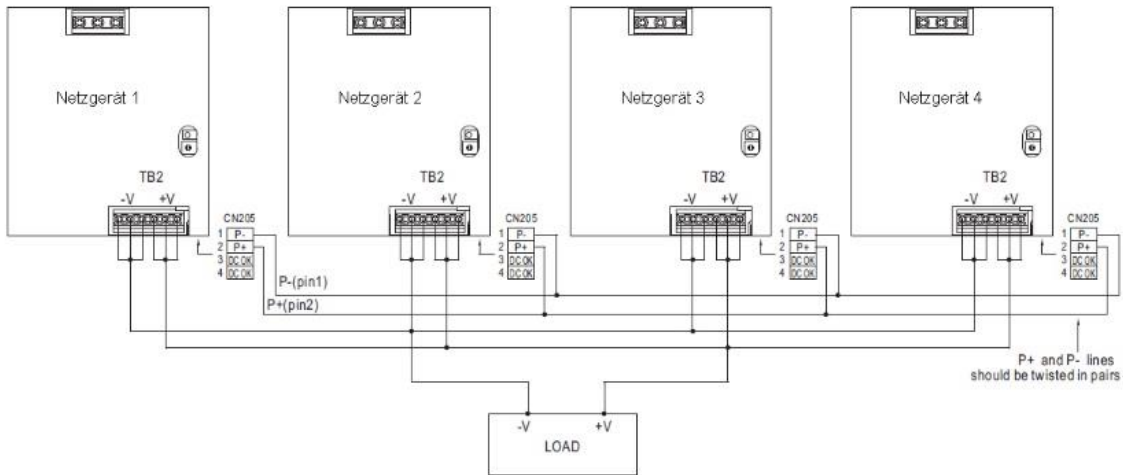 Netzgerät 1
Netzgerät 2
Netzgerät 3
Netzgerät 4
TB2
-V +V
CN205
1 P-
2 P+
3 DC OK
4 DC OK
TB2
-V +V
CN205
1 P-
2 P+
3 DC OK
4 DC OK
TB2
-V +V
CN205
1 P-
2 P+
3 DC OK
4 DC OK
TB2
-V +V
CN205
1 P-
2 P+
3 DC OK
4 DC OK
P-(pin1)
P+(pin2)
P+ and P- lines
should be twisted in pairs
-V +V
LOAD